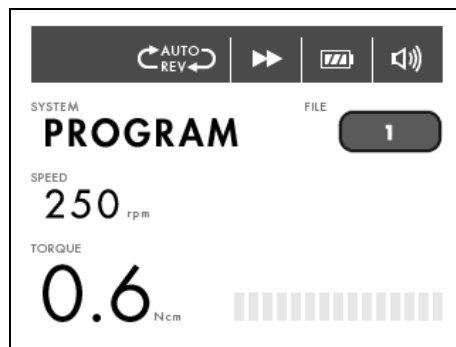 AUTO
REV
SYSTEM
FILE
PROGRAM
1
SPEED
250 rpm
TORQUE
0.6 Ncm